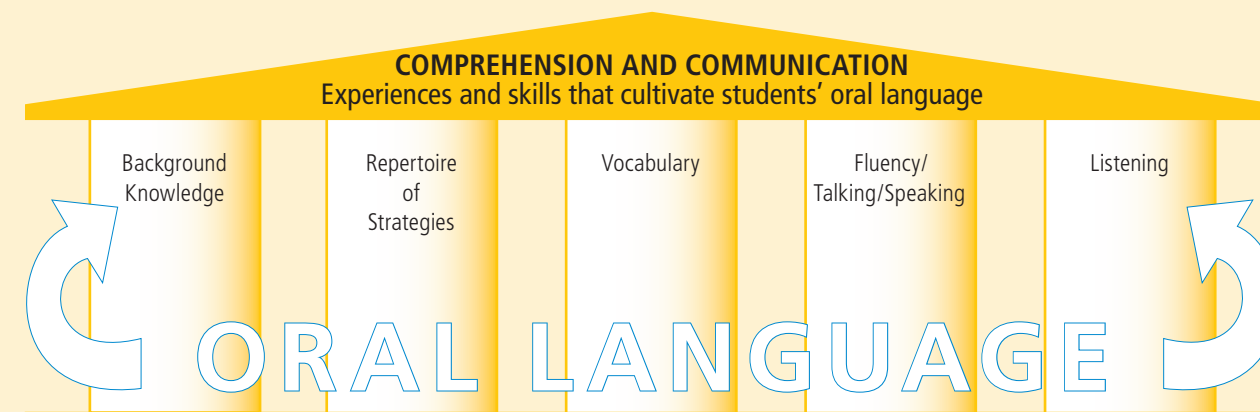 COMPREHENSION AND COMMUNICATION
Experiences and skills that cultivate students’ oral language
Background
Knowledge
Repertoire
of
Strategies
Vocabulary
Fluency/
Talking/Speaking
Listening
ORAL LANGUAGE